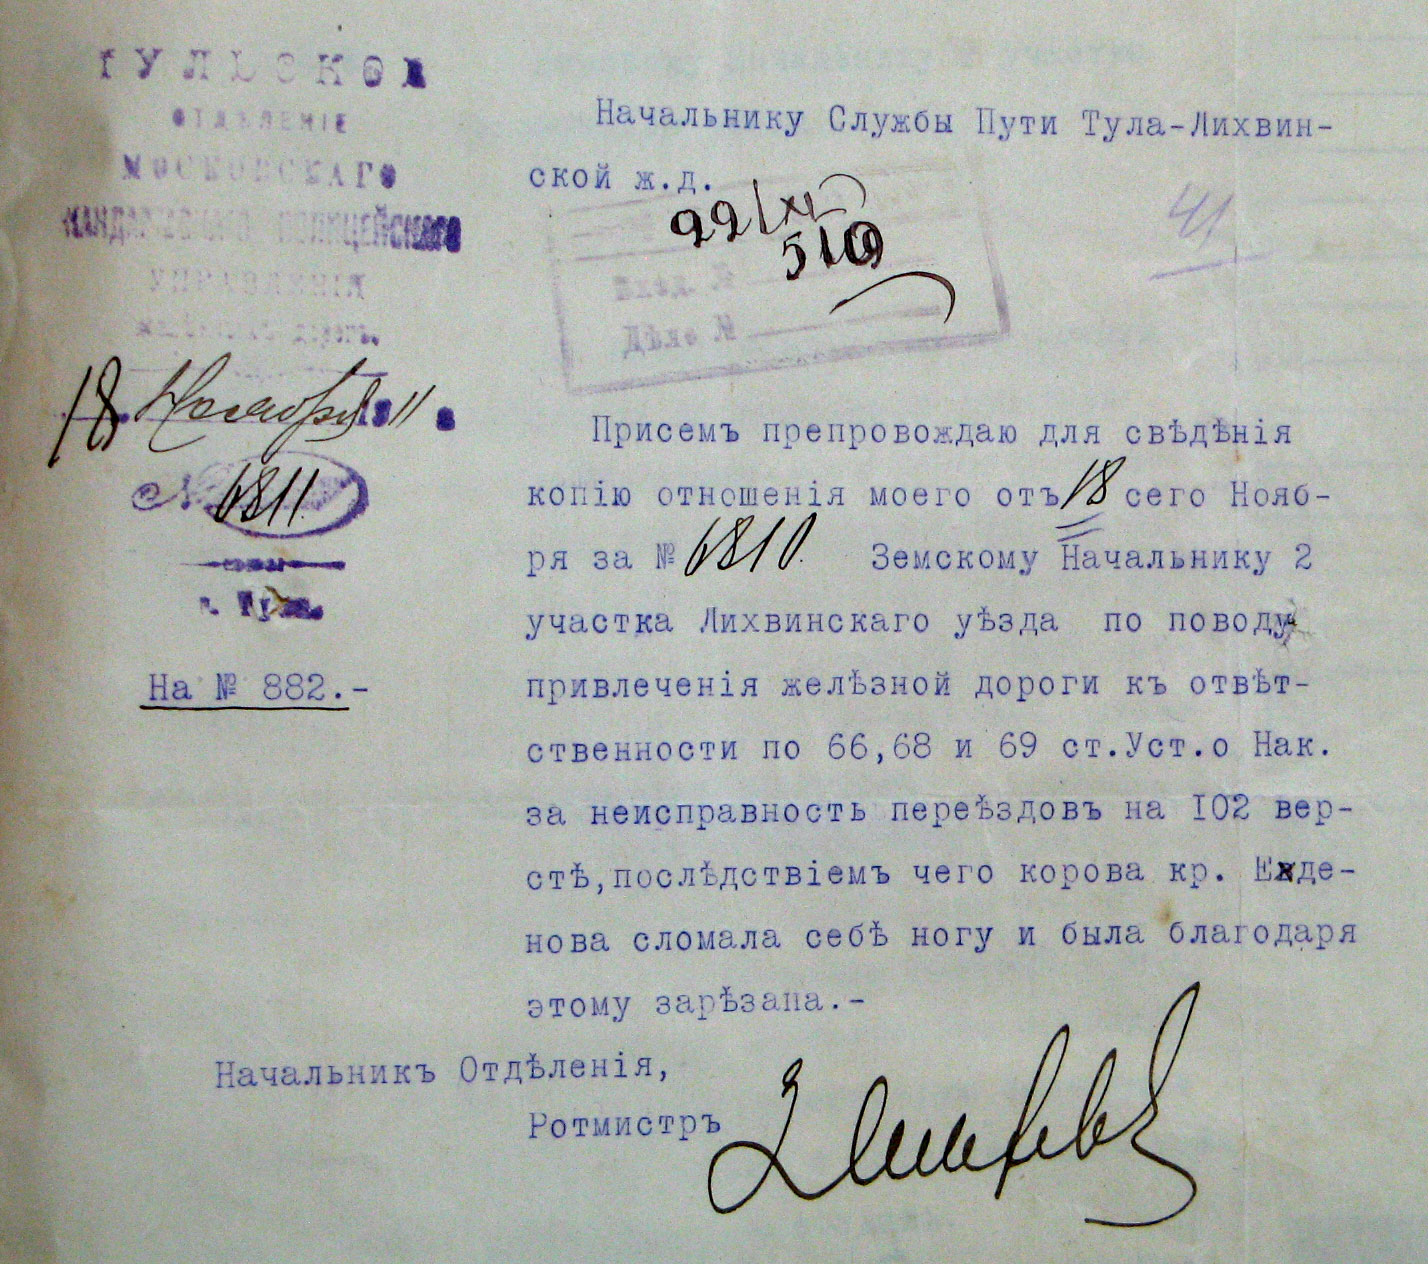 ТУЛЬСКОЕ
ОТДѢЛЕНІЕ
МОСКОВСКАГО
ЖАНДАРМСКАГО ПОЛИЦЕЙСКАГО
УПРАВЛЕНІЯ
желѣзныхъ дорогъ.
18 Ноября 1911
№ 6811
г. Тула.
На № 882.-
Начальнику Службы Пути Тула-Лихвин-
ской ж.д.
22/XI
5102
Вход. №
Дѣло №
41
Присемъ препровождаю для свѣдѣнія
копію отношенія моего отъ 18 сего Нояб-
ря за № 6810. Земскому Начальнику 2
участка Лихвинскаго уѣзда по поводу
привлеченія желѣзной дороги къ отвѣт-
ственности по 66,68 и 69 ст.Уст.о Нак.
за неисправность переѣздовъ на I02 вер-
стѣ,послѣдствіемъ чего корова кр. Ежде-
нова сломала себѣ ногу и была благодаря
этому зарѣзана.-
Начальникъ Отдѣленія,
Ротмистръ